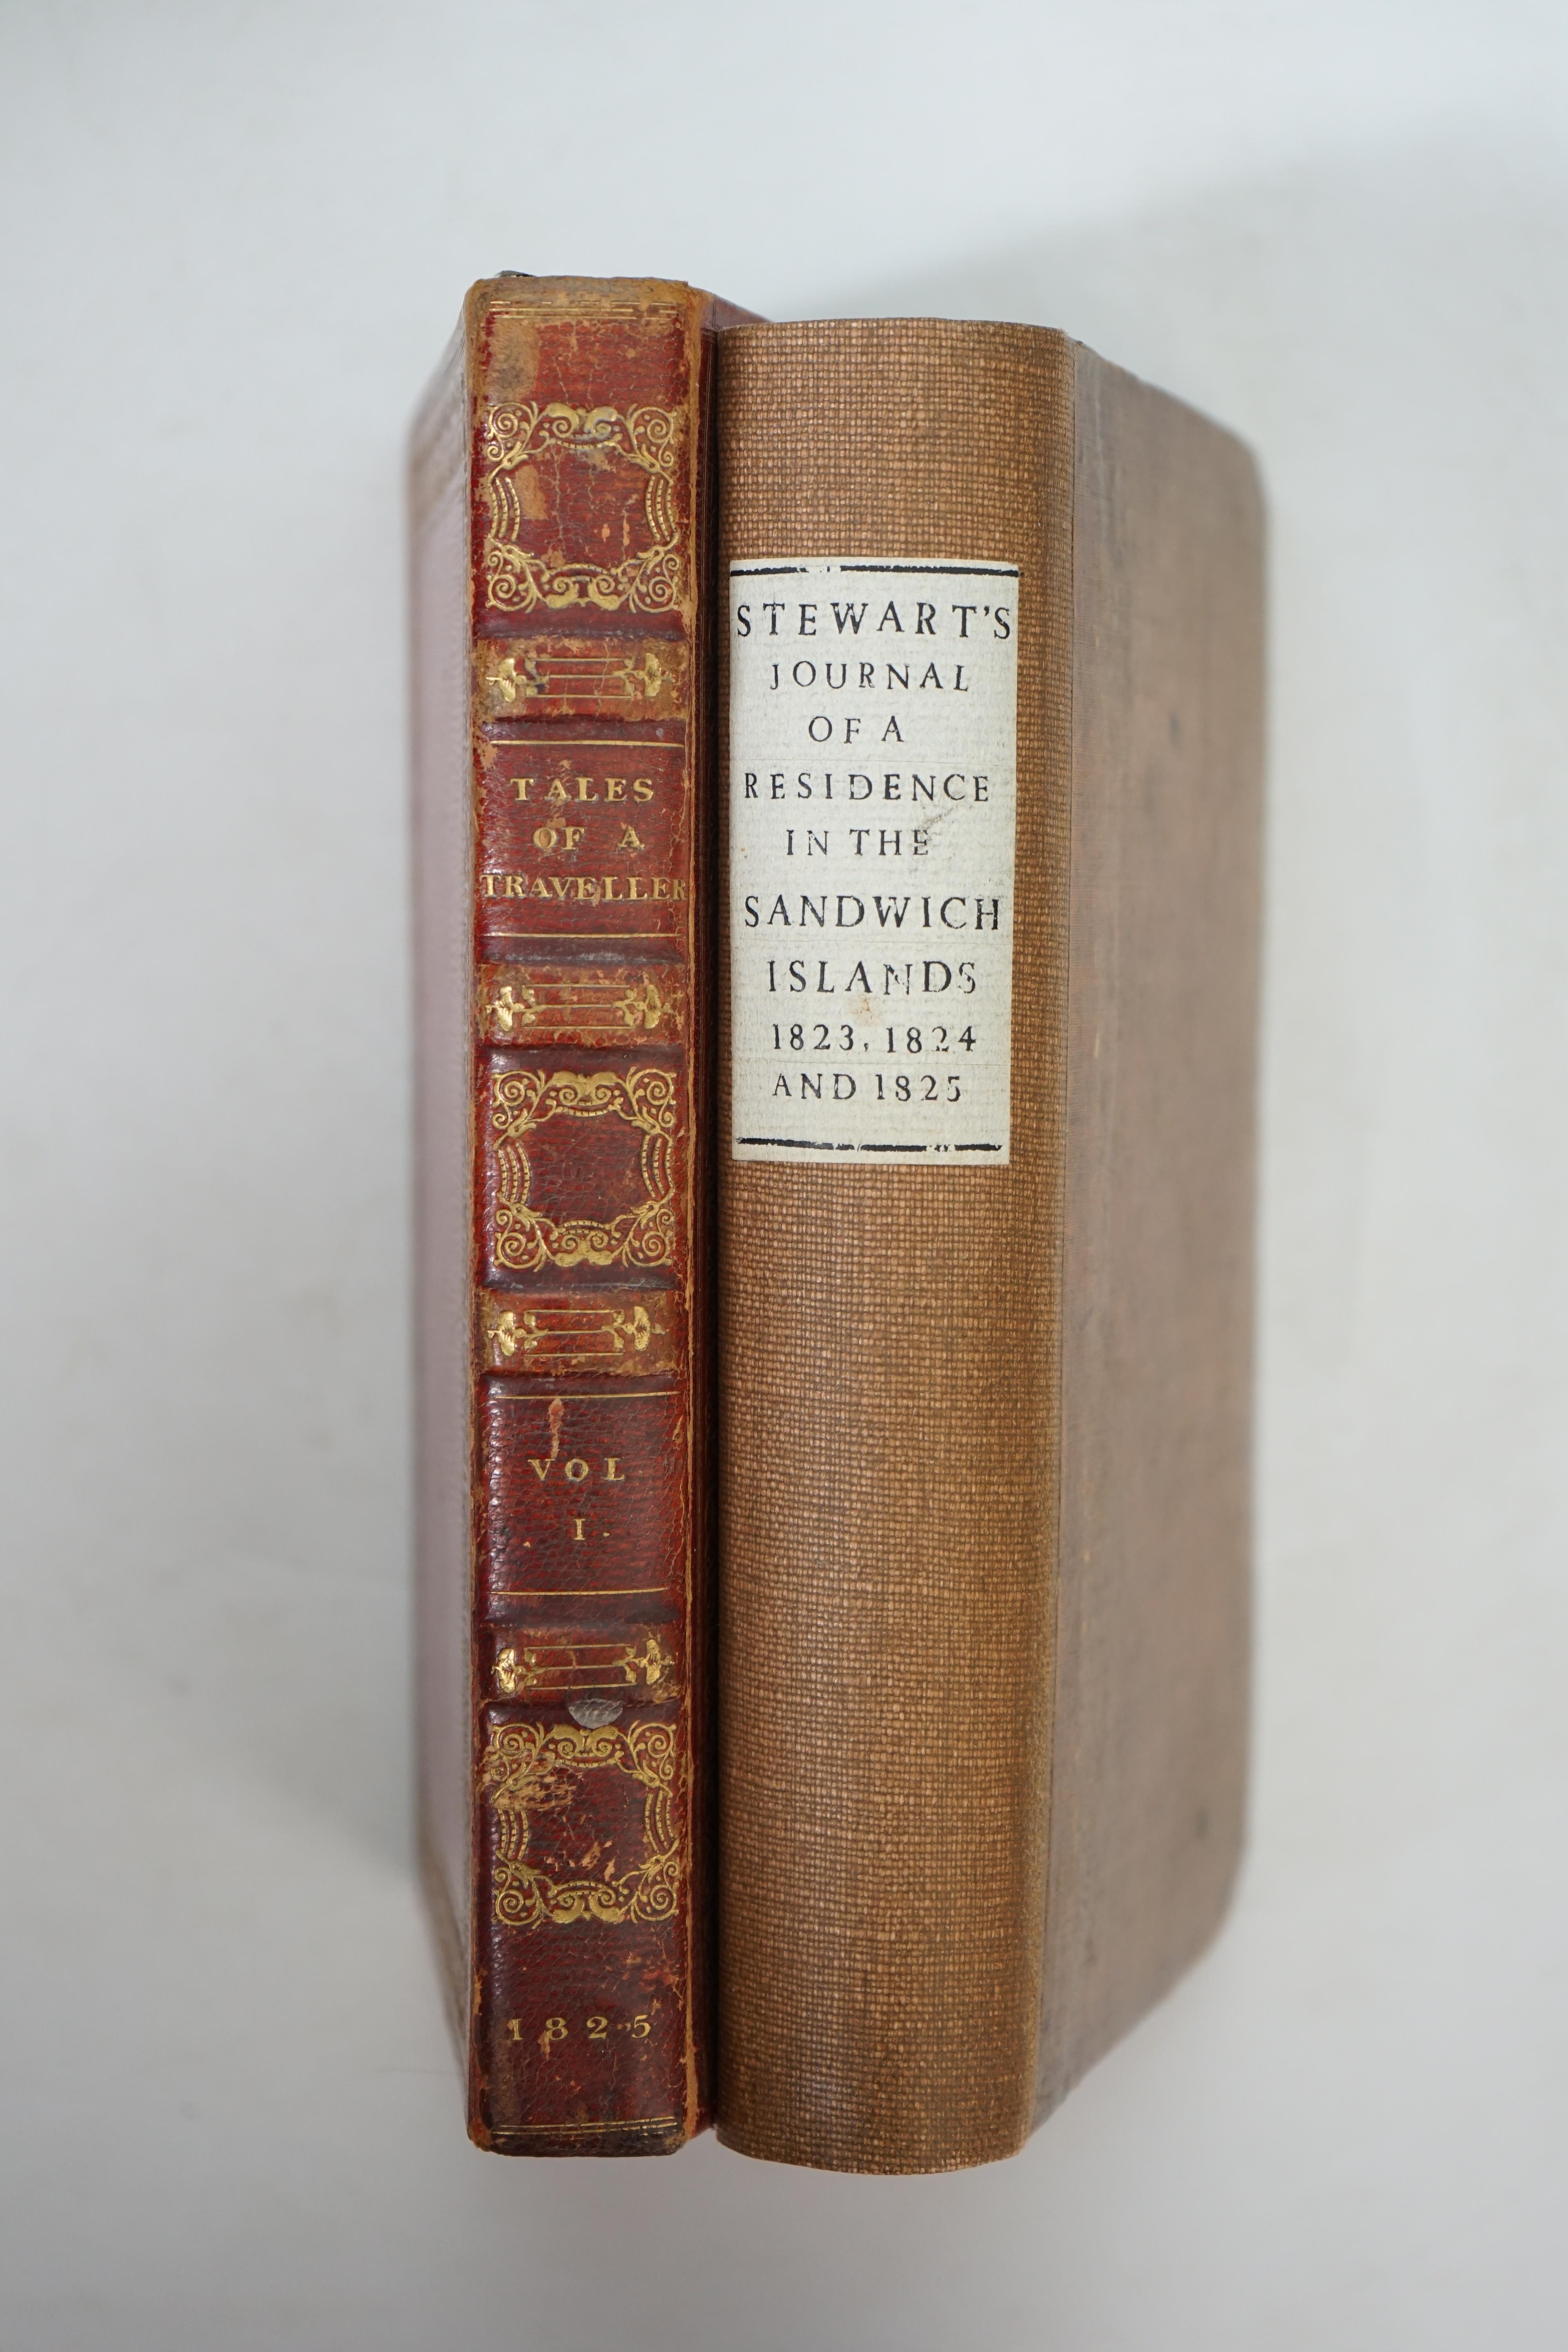 TALES
OF A
TRAVELLER
VOL
I.
1825
STEWART'S
JOURNAL
OF A
RESIDENCE
IN THE
SANDWICH
ISLANDS
1823, 1824
AND 1825